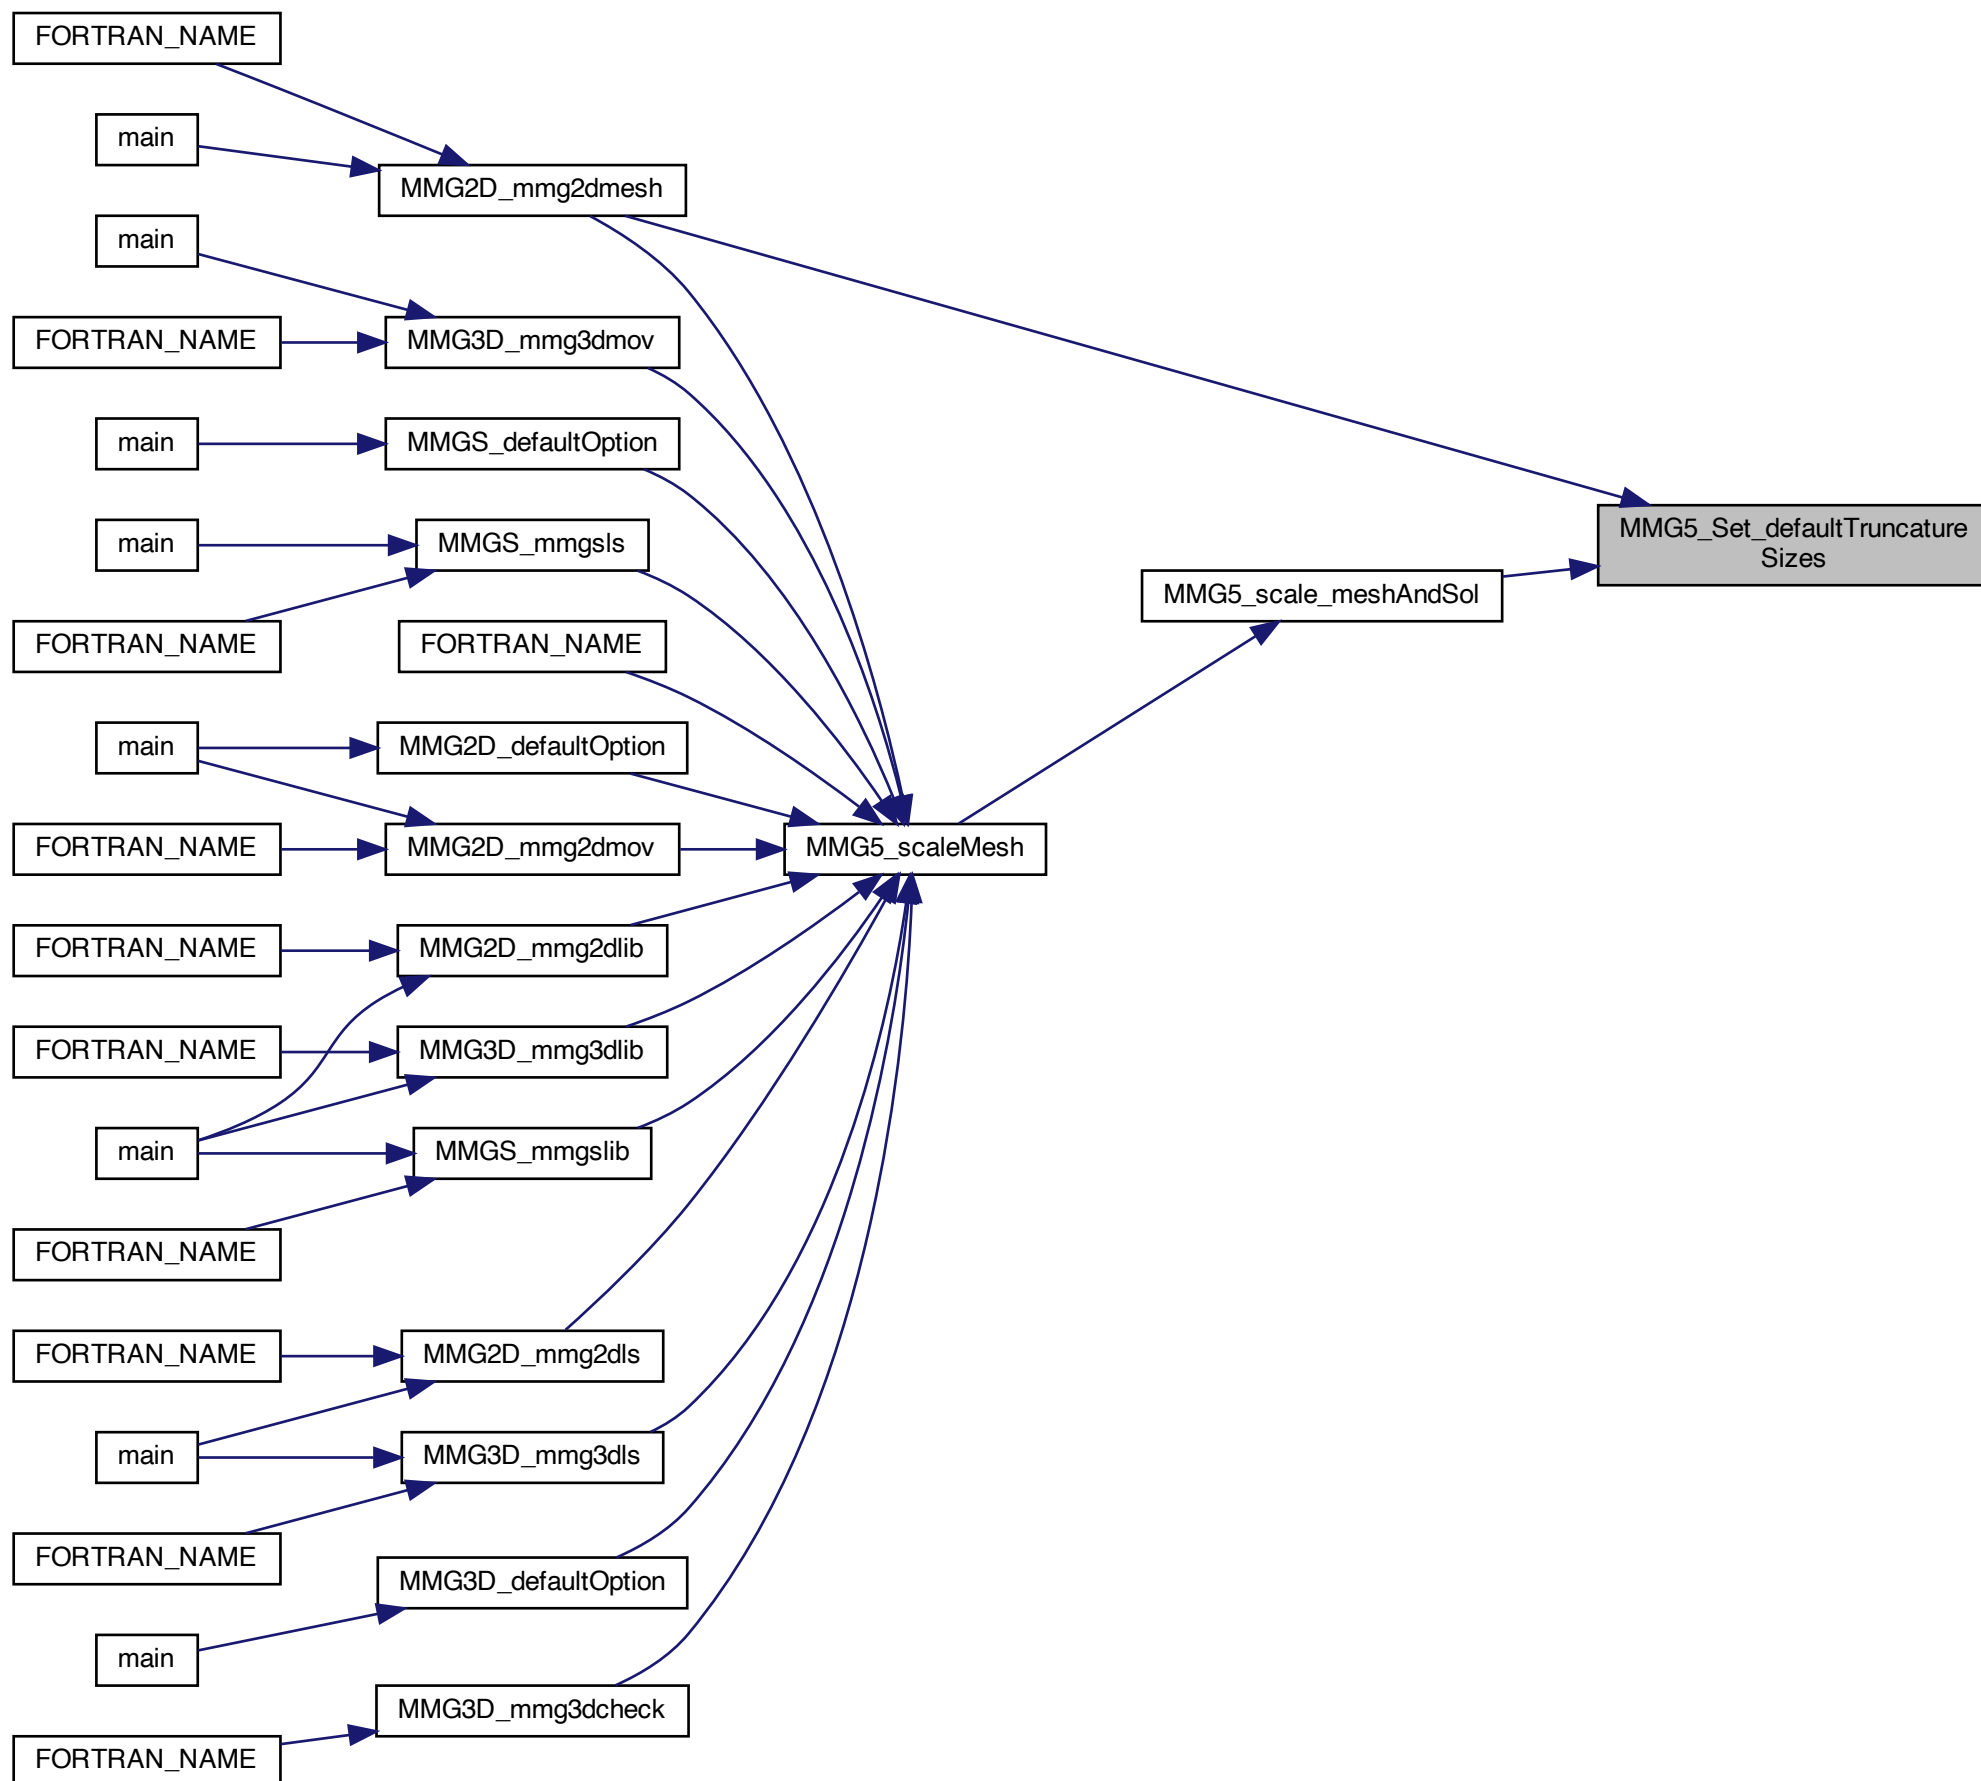 FORTRAN_NAME
main
MMG2D_mmg2dmesh
main
MMG3D_mmg3dmov
FORTRAN_NAME
main
MMGS_defaultOption
MMG5_Set_defaultTruncature
Sizes
main
MMGS_mmgsls
MMG5_scale_meshAndSol
FORTRAN_NAME
FORTRAN_NAME
main
MMG2D_defaultOption
FORTRAN_NAME
MMG2D_mmg2dmov
MMG5_scaleMesh
FORTRAN_NAME
MMG2D_mmg2dlib
FORTRAN_NAME
MMG3D_mmg3dlib
main
MMGS_mmgslib
FORTRAN_NAME
FORTRAN_NAME
MMG2D_mmg2dls
main
MMG3D_mmg3dls
FORTRAN_NAME
MMG3D_defaultOption
main
MMG3D_mmg3dcheck
FORTRAN_NAME